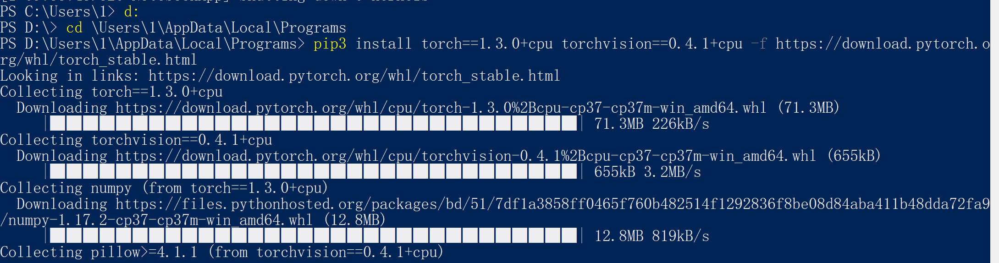 PS C:\Users\1> d:
PS D:\> cd \Users\1\AppData\Local\Programs
PS D:\Users\1\AppData\Local\Programs> pip3 install torch==1.3.0+cpu torchvision==0.4.1+cpu -f https://download.pytorch.o
rg/whl/torch_stable.html
Looking in links: https://download.pytorch.org/whl/torch_stable.html
Collecting torch==1.3.0+cpu
  Downloading https://download.pytorch.org/whl/cpu/torch-1.3.0%2Bcpu-cp37-cp37m-win_amd64.whl (71.3MB)
71.3MB 226kB/s
Collecting torchvision==0.4.1+cpu
  Downloading https://download.pytorch.org/whl/cpu/torchvision-0.4.1%2Bcpu-cp37-cp37m-win_amd64.whl (655kB)
655kB 3.2MB/s
Collecting numpy (from torch==1.3.0+cpu)
  Downloading https://files.pythonhosted.org/packages/bd/51/7df1a3858ff0465f760b482514f1292836f8be08d84aba411b48dda72fa9
/numpy-1.17.2-cp37-cp37m-win_amd64.whl (12.8MB)
12.8MB 819kB/s
Collecting pillow>=4.1.1 (from torchvision==0.4.1+cpu)